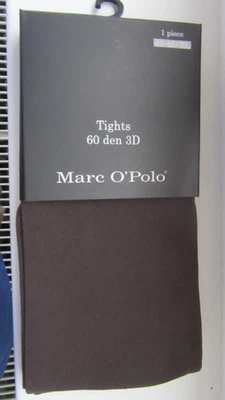 1 piece
Tights
60 den 3D
Marc O'Polo